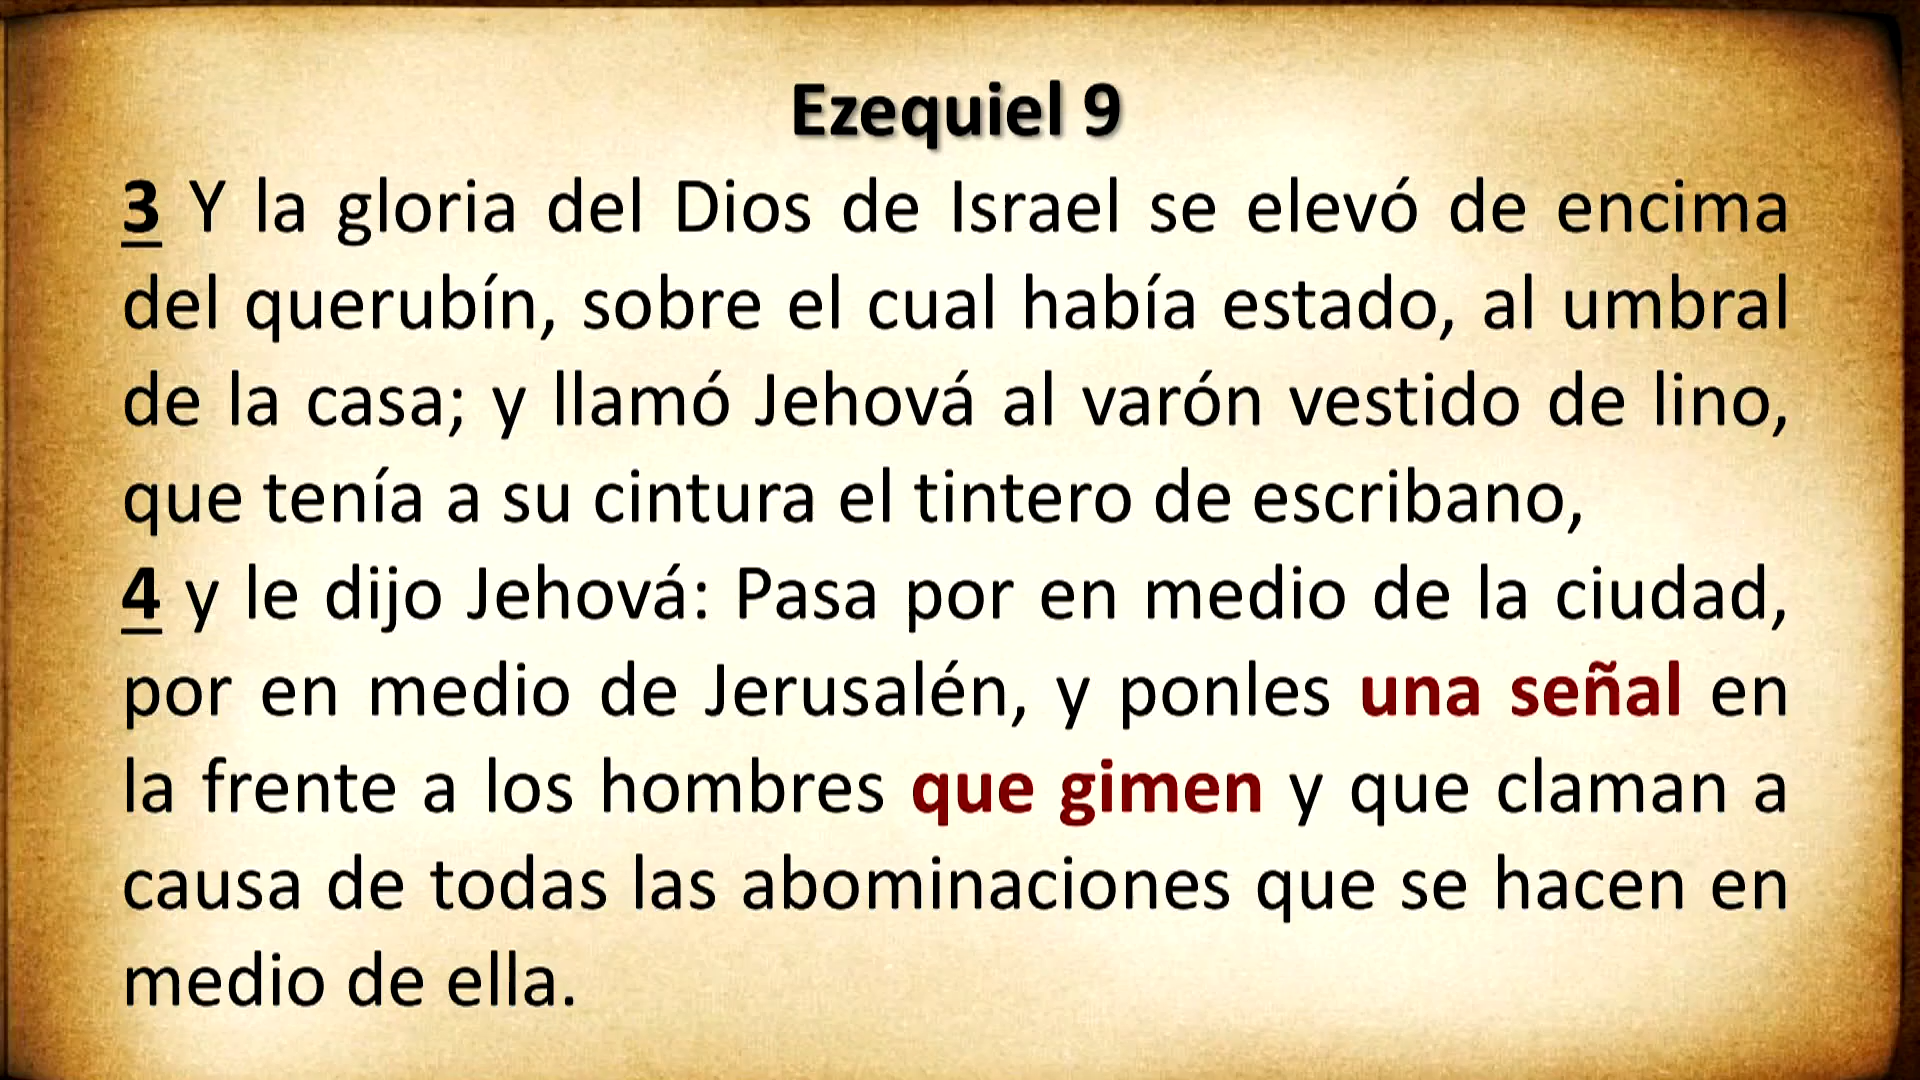 Ezequiel 9
3 Y la gloria del Dios de Israel se elevó de encima
del querubín, sobre el cual había estado, al umbral
de la casa; y llamó Jehová al varón vestido de lino,
que tenía a su cintura el tintero de escribano,
4 y le dijo Jehová: Pasa por en medio de la ciudad,
por en medio de Jerusalén, y ponles una señal en
la frente a los hombres que gimen y que claman a
causa de todas las abominaciones que se hacen en
medio de ella.